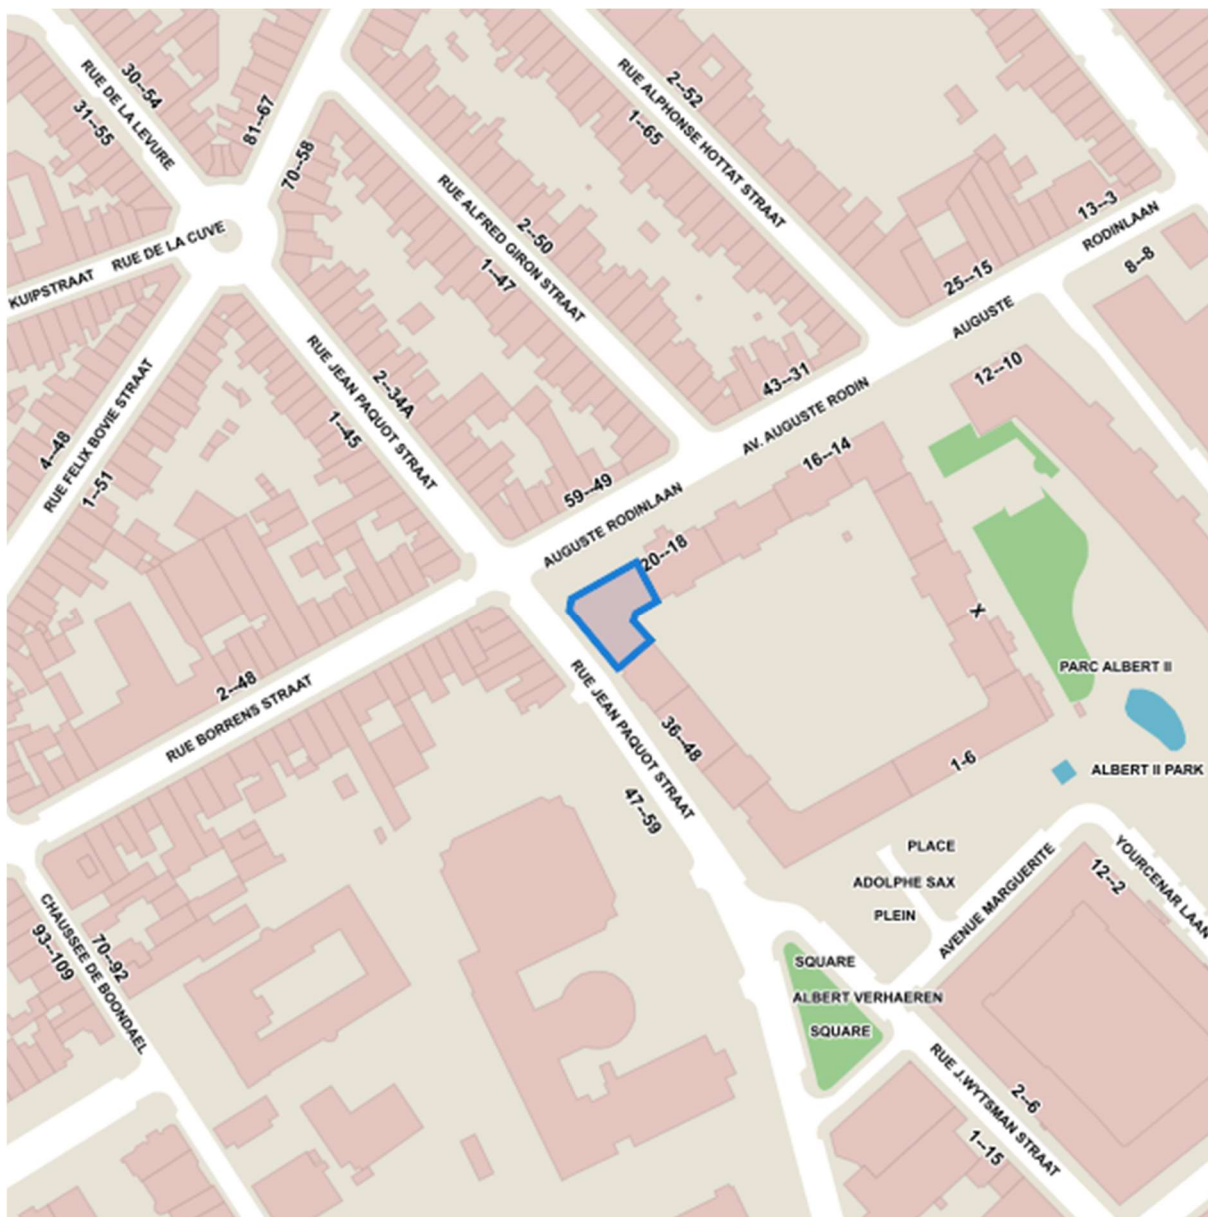 30--54
RUE DE LA LEVURE
31--55
81--67
70--58
RUE DE LA CUVE
KUIPSTRAAT
RUE ALPHONSE HOTTAT STRAAT
2--52
1--65
RUE ALFRED GIRON STRAAT
2--50
1--47
13--3
RODINLAAN
8--8
25--15
AUGUSTE
12--10
43--31
AV. AUGUSTE RODIN
16--14
RUE JEAN PAQUOT STRAAT
2--34A
1--45
4--48
RUE FELIX BOVIE STRAAT
1--51
59--49
AUGUSTE RODINLAAN
20--18
X
PARC ALBERT II
ALBERT II PARK
2--48
RUE BORRENS STRAAT
RUE JEAN PAQUOT STRAAT
36--48
47--59
1-6
PLACE
ADOLPHE SAX
PLEIN
AVENUE MARGUERITE
YOURCENAR LAAN
12--2
CHAUSSEE DE BOONDAEL
70--92
93--109
SQUARE
ALBERT VERHAEREN
SQUARE
RUE J.WYTSMAN STRAAT
2--6
1--15